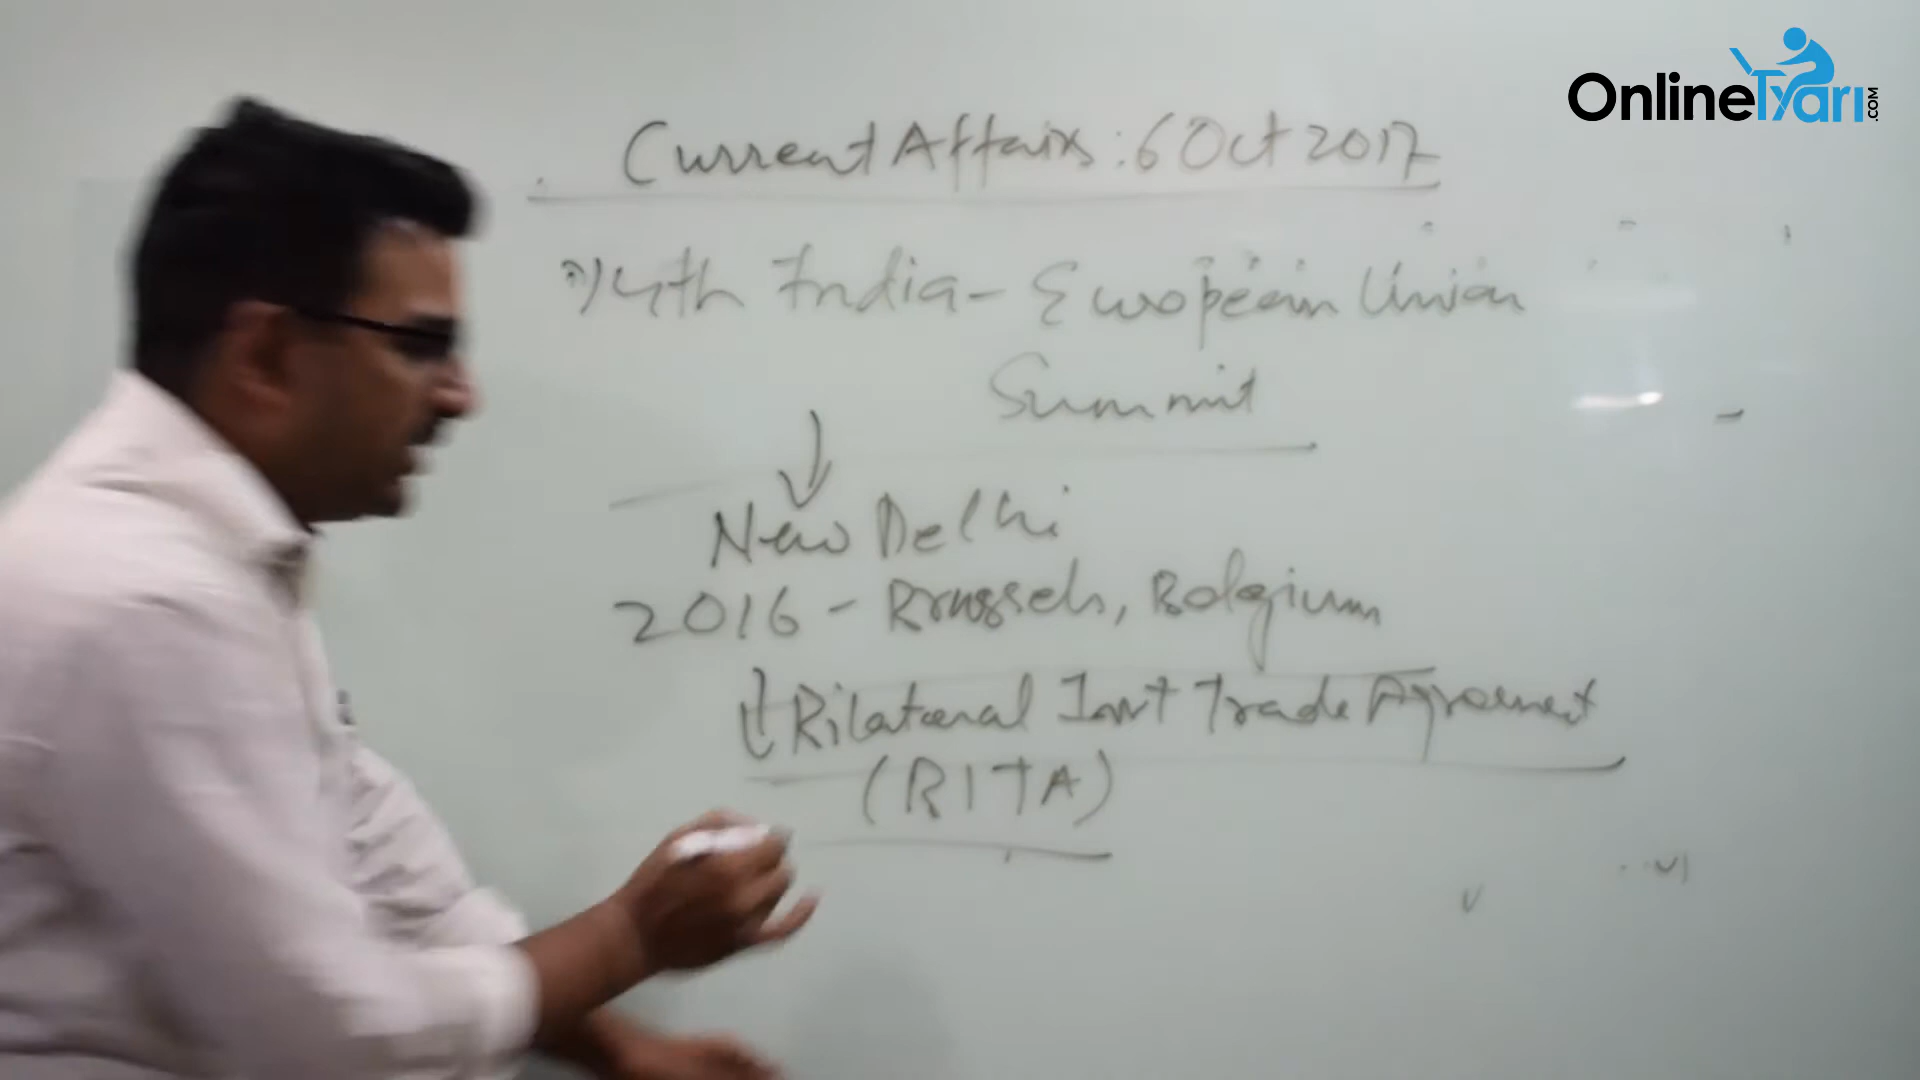 OnlineTyari.COM
Current Affairs : 6 Oct 2017
14th India - European Union
Summit
New Delhi
2016 - Brussels, Belgium
Bilateral Invt Trade Agreement
(BITA)